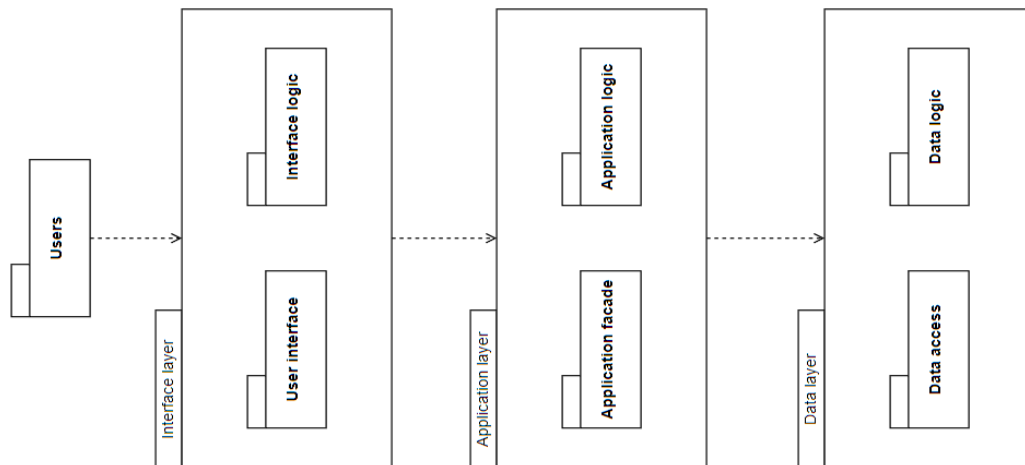 Users
Interface layer
User interface
Interface logic
Application layer
Application facade
Application logic
Data layer
Data access
Data logic